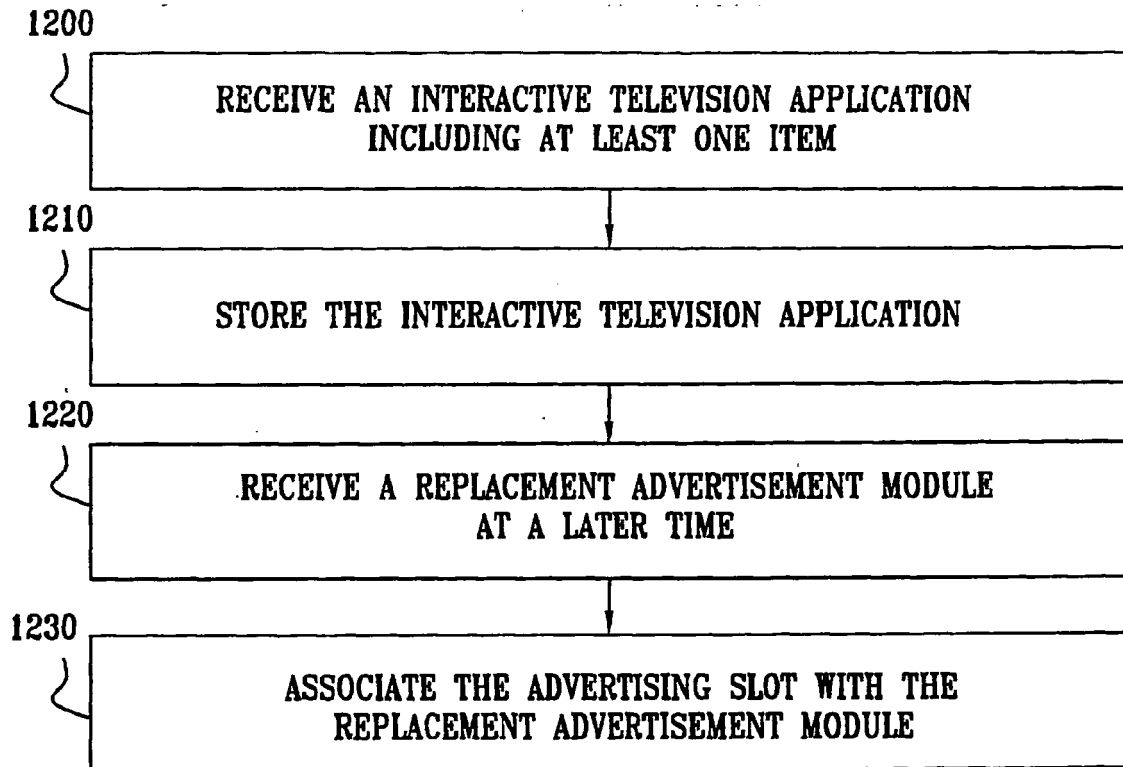 1200
RECEIVE AN INTERACTIVE TELEVISION APPLICATION
INCLUDING AT LEAST ONE ITEM
1210
STORE THE INTERACTIVE TELEVISION APPLICATION
1220
RECEIVE A REPLACEMENT ADVERTISEMENT MODULE
AT A LATER TIME
1230
ASSOCIATE THE ADVERTISING SLOT WITH THE
REPLACEMENT ADVERTISEMENT MODULE